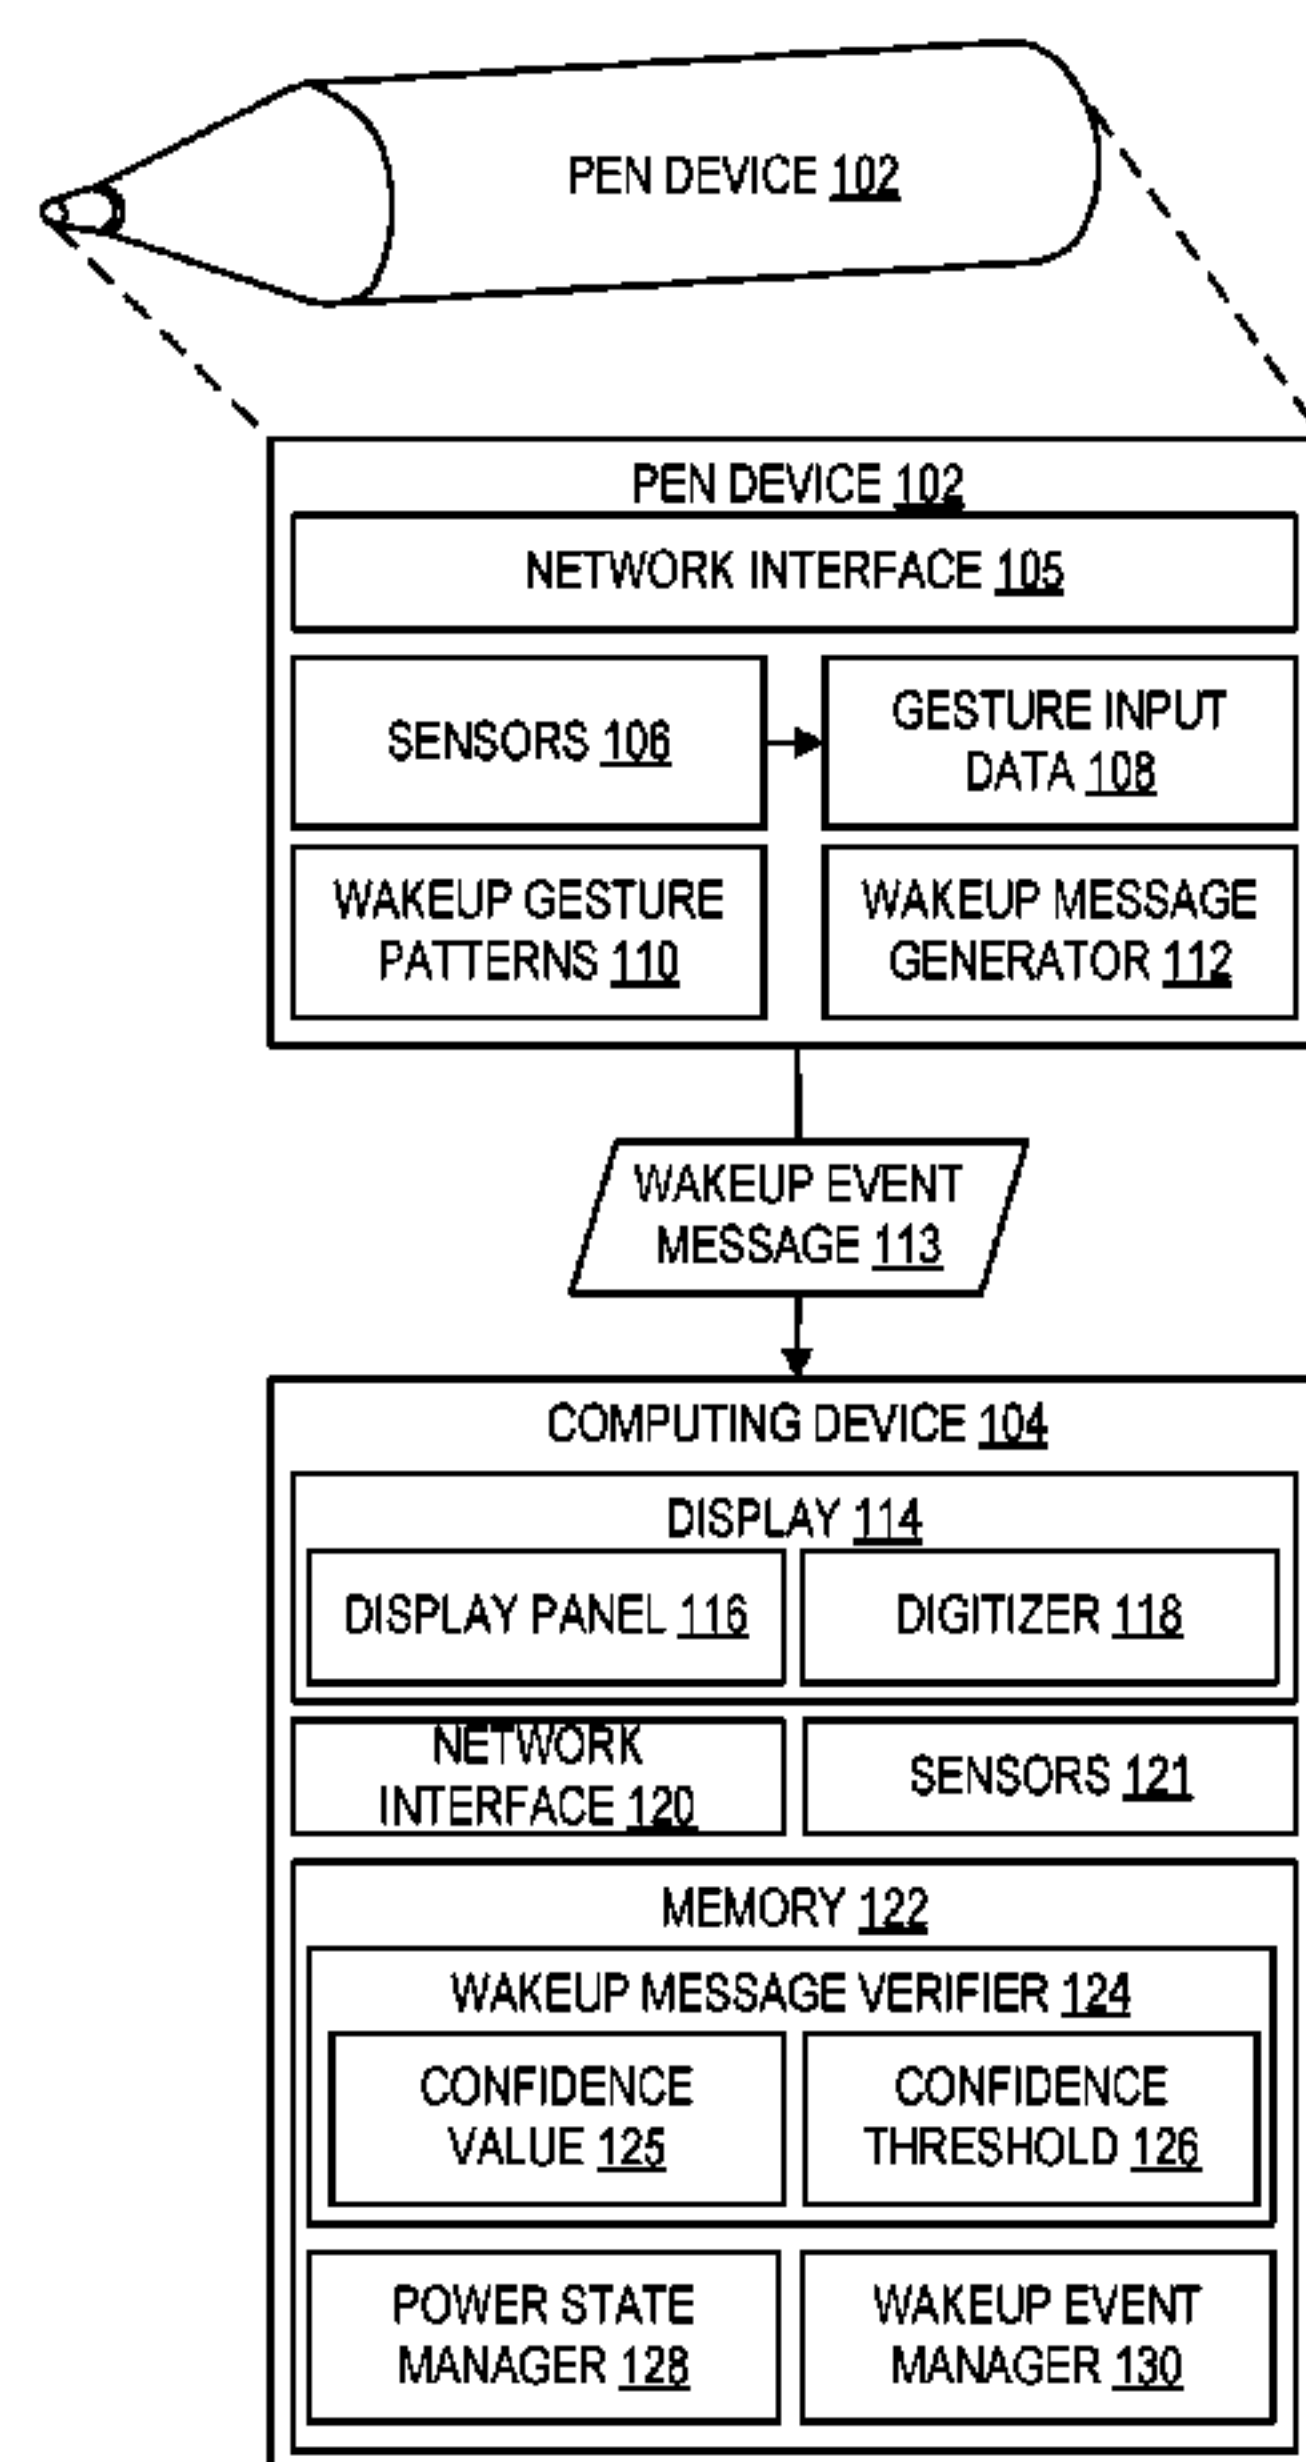 PEN DEVICE 102
PEN DEVICE 102
NETWORK INTERFACE 105
SENSORS 106
GESTURE INPUT
DATA 108
WAKEUP GESTURE
PATTERNS 110
WAKEUP MESSAGE
GENERATOR 112
WAKEUP EVENT
MESSAGE 113
COMPUTING DEVICE 104
DISPLAY 114
DISPLAY PANEL 116
DIGITIZER 118
NETWORK
INTERFACE 120
SENSORS 121
MEMORY 122
WAKEUP MESSAGE VERIFIER 124
CONFIDENCE
VALUE 125
CONFIDENCE
THRESHOLD 126
POWER STATE
MANAGER 128
WAKEUP EVENT
MANAGER 130